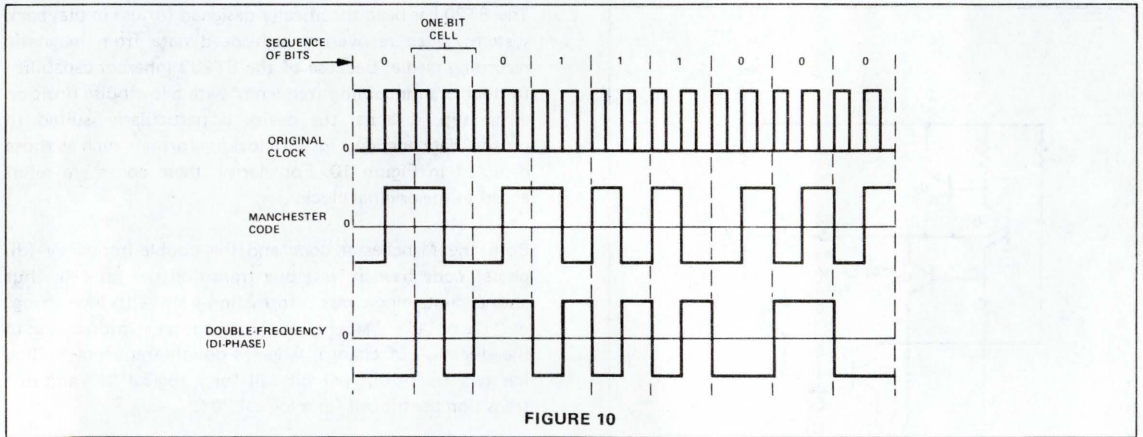 ONE BIT
CELL
SEQUENCE
OF BITS
0 1 0 1 1 1 0 0 0
ORIGINAL
CLOCK
0
MANCHESTER
CODE
0
DOUBLE-FREQUENCY
(DI-PHASE)
FIGURE 10